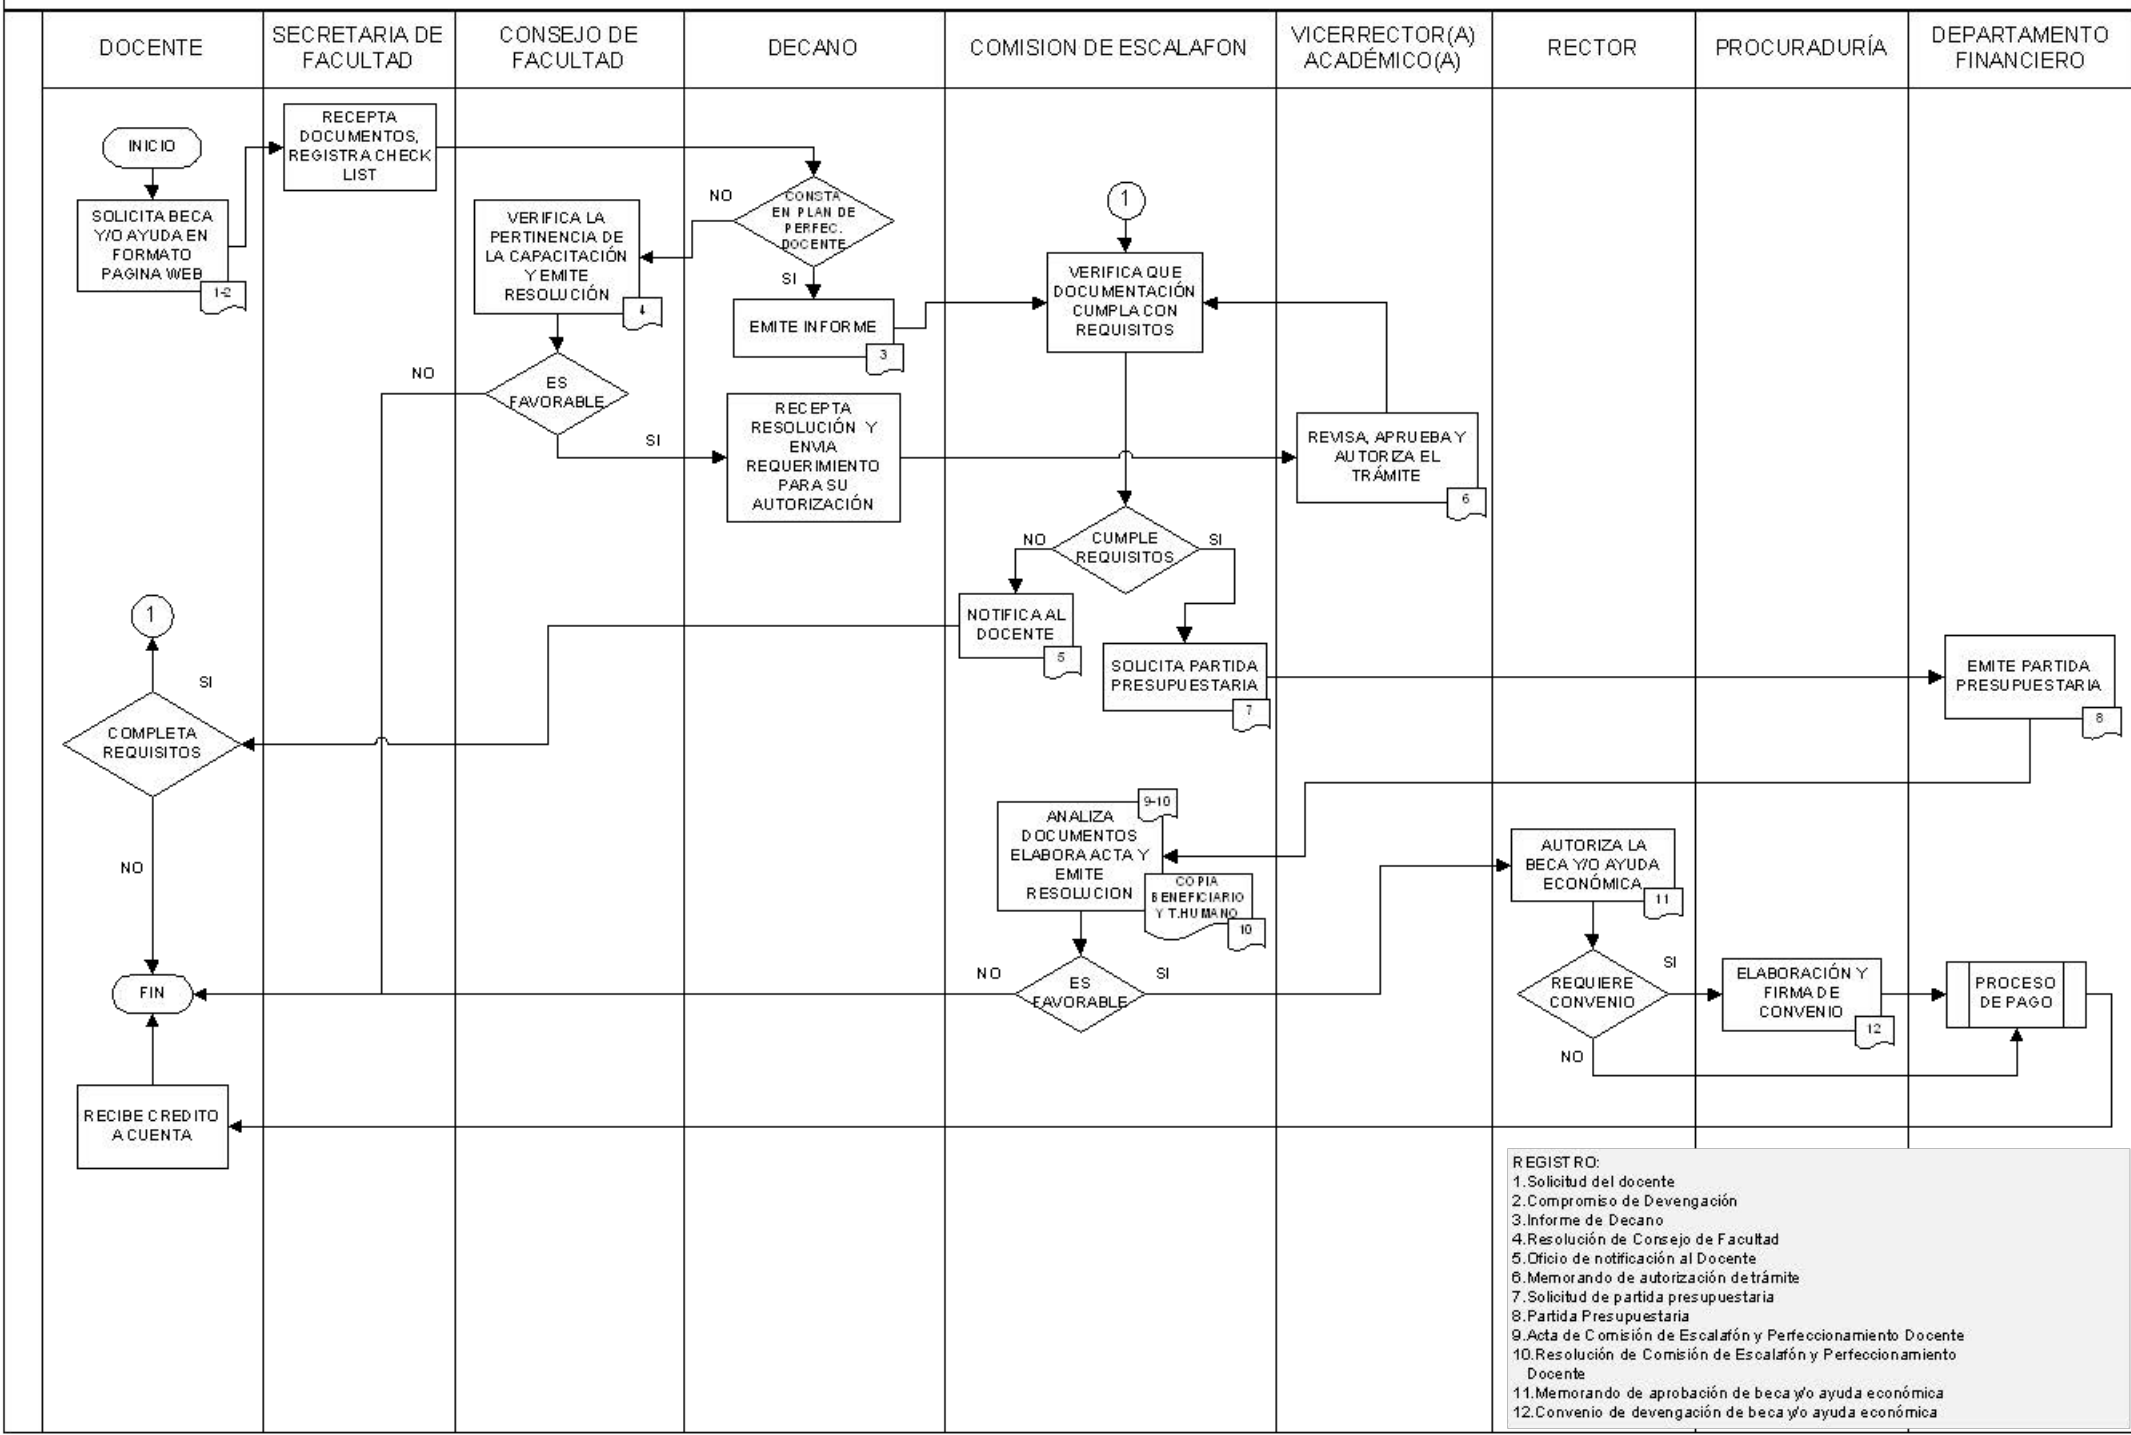 DOCENTE
SECRETARIA DE
FACULTAD
CONSEJO DE
FACULTAD
DECANO
COMISION DE ESCALAFON
VICERRECTOR(A)
ACADÉMICO(A)
RECTOR
PROCURADURÍA
DEPARTAMENTO
FINANCIERO
INICIO
SOLICITA BECA
Y/O AYUDA EN
FORMATO
PAGINA WEB
1-2
RECEPTA
DOCUMENTOS,
REGISTRA CHECK
LIST
VERIFICA LA
PERTINENCIA DE
LA CAPACITACIÓN
Y EMITE
RESOLUCIÓN
4
NO
CONSTA
EN PLAN DE
PERFEC.
DOCENTE
SI
EMITE INFORME
3
1
VERIFICA QUE
DOCUMENTACIÓN
CUMPLA CON
REQUISITOS
NO
ES
FAVORABLE
SI
RECEPTA
RESOLUCIÓN Y
ENVIA
REQUERIMIENTO
PARA SU
AUTORIZACIÓN
REVISA, APRUEBA Y
AUTORIZA EL
TRÁMITE
6
NO
CUMPLE
REQUISITOS
SI
NOTIFICA AL
DOCENTE
5
SOLICITA PARTIDA
PRESUPUESTARIA
7
EMITE PARTIDA
PRESUPUESTARIA
8
1
SI
COMPLETA
REQUISITOS
NO
9-10
ANALIZA
DOCUMENTOS
ELABORA ACTA Y
EMITE
RESOLUCION
COPIA
BENEFICIARIO
Y T.HUMANO
10
AUTORIZA LA
BECA Y/O AYUDA
ECONÓMICA
11
FIN
NO
ES
FAVORABLE
SI
REQUIERE
CONVENIO
SI
NO
ELABORACIÓN Y
FIRMA DE
CONVENIO
12
PROCESO
DE PAGO
RECIBE CREDITO
A CUENTA
REGISTRO:
1.Solicitud del docente
2.Compromiso de Devengación
3.Informe de Decano
4.Resolución de Consejo de Facultad
5.Oficio de notificación al Docente
6.Memorando de autorización de trámite
7.Solicitud de partida presupuestaria
8.Partida Presupuestaria
9.Acta de Comisión de Escalafón y Perfeccionamiento Docente
10.Resolución de Comisión de Escalafón y Perfeccionamiento
Docente
11.Memorando de aprobación de beca y/o ayuda económica
12.Convenio de devengación de beca y/o ayuda económica